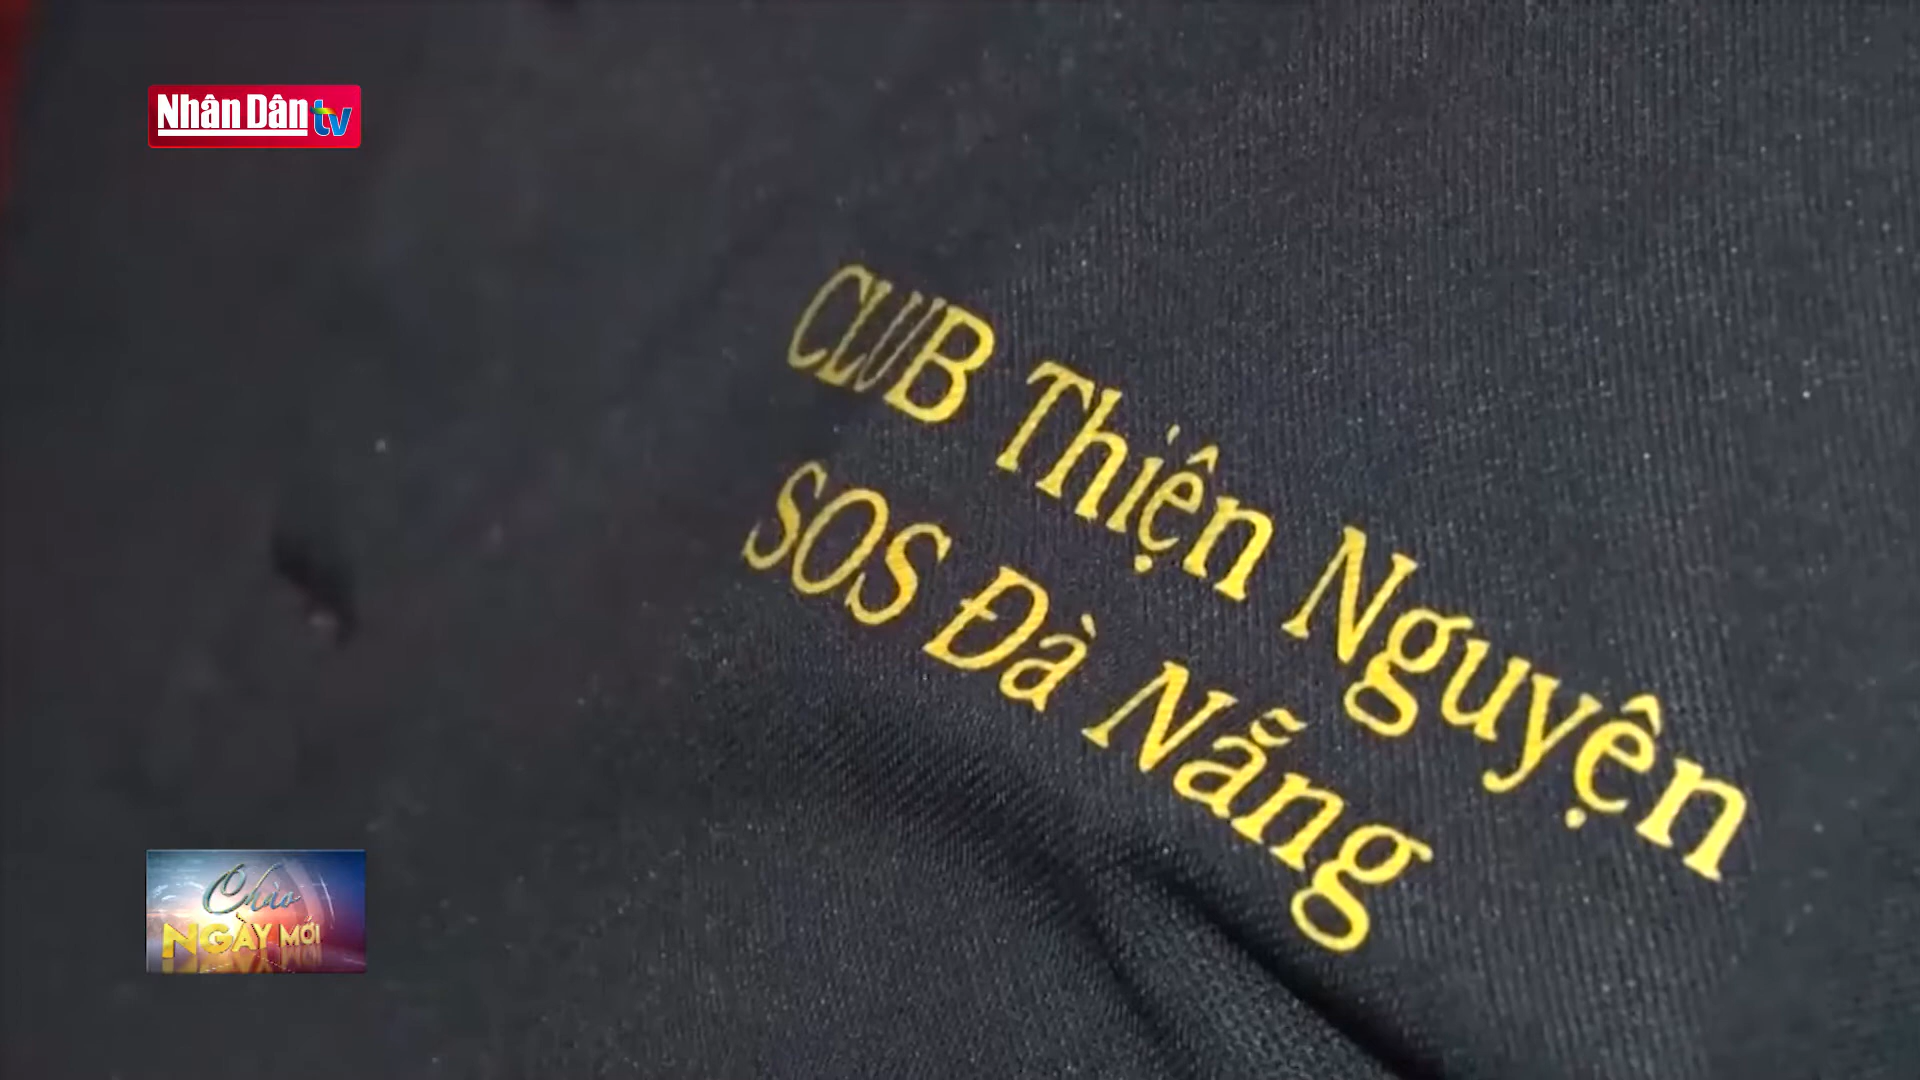 Nhân Dân tv
CLUB Thiện Nguyện
SOS Đà Nẵng
Chào
NGÀY MỚI